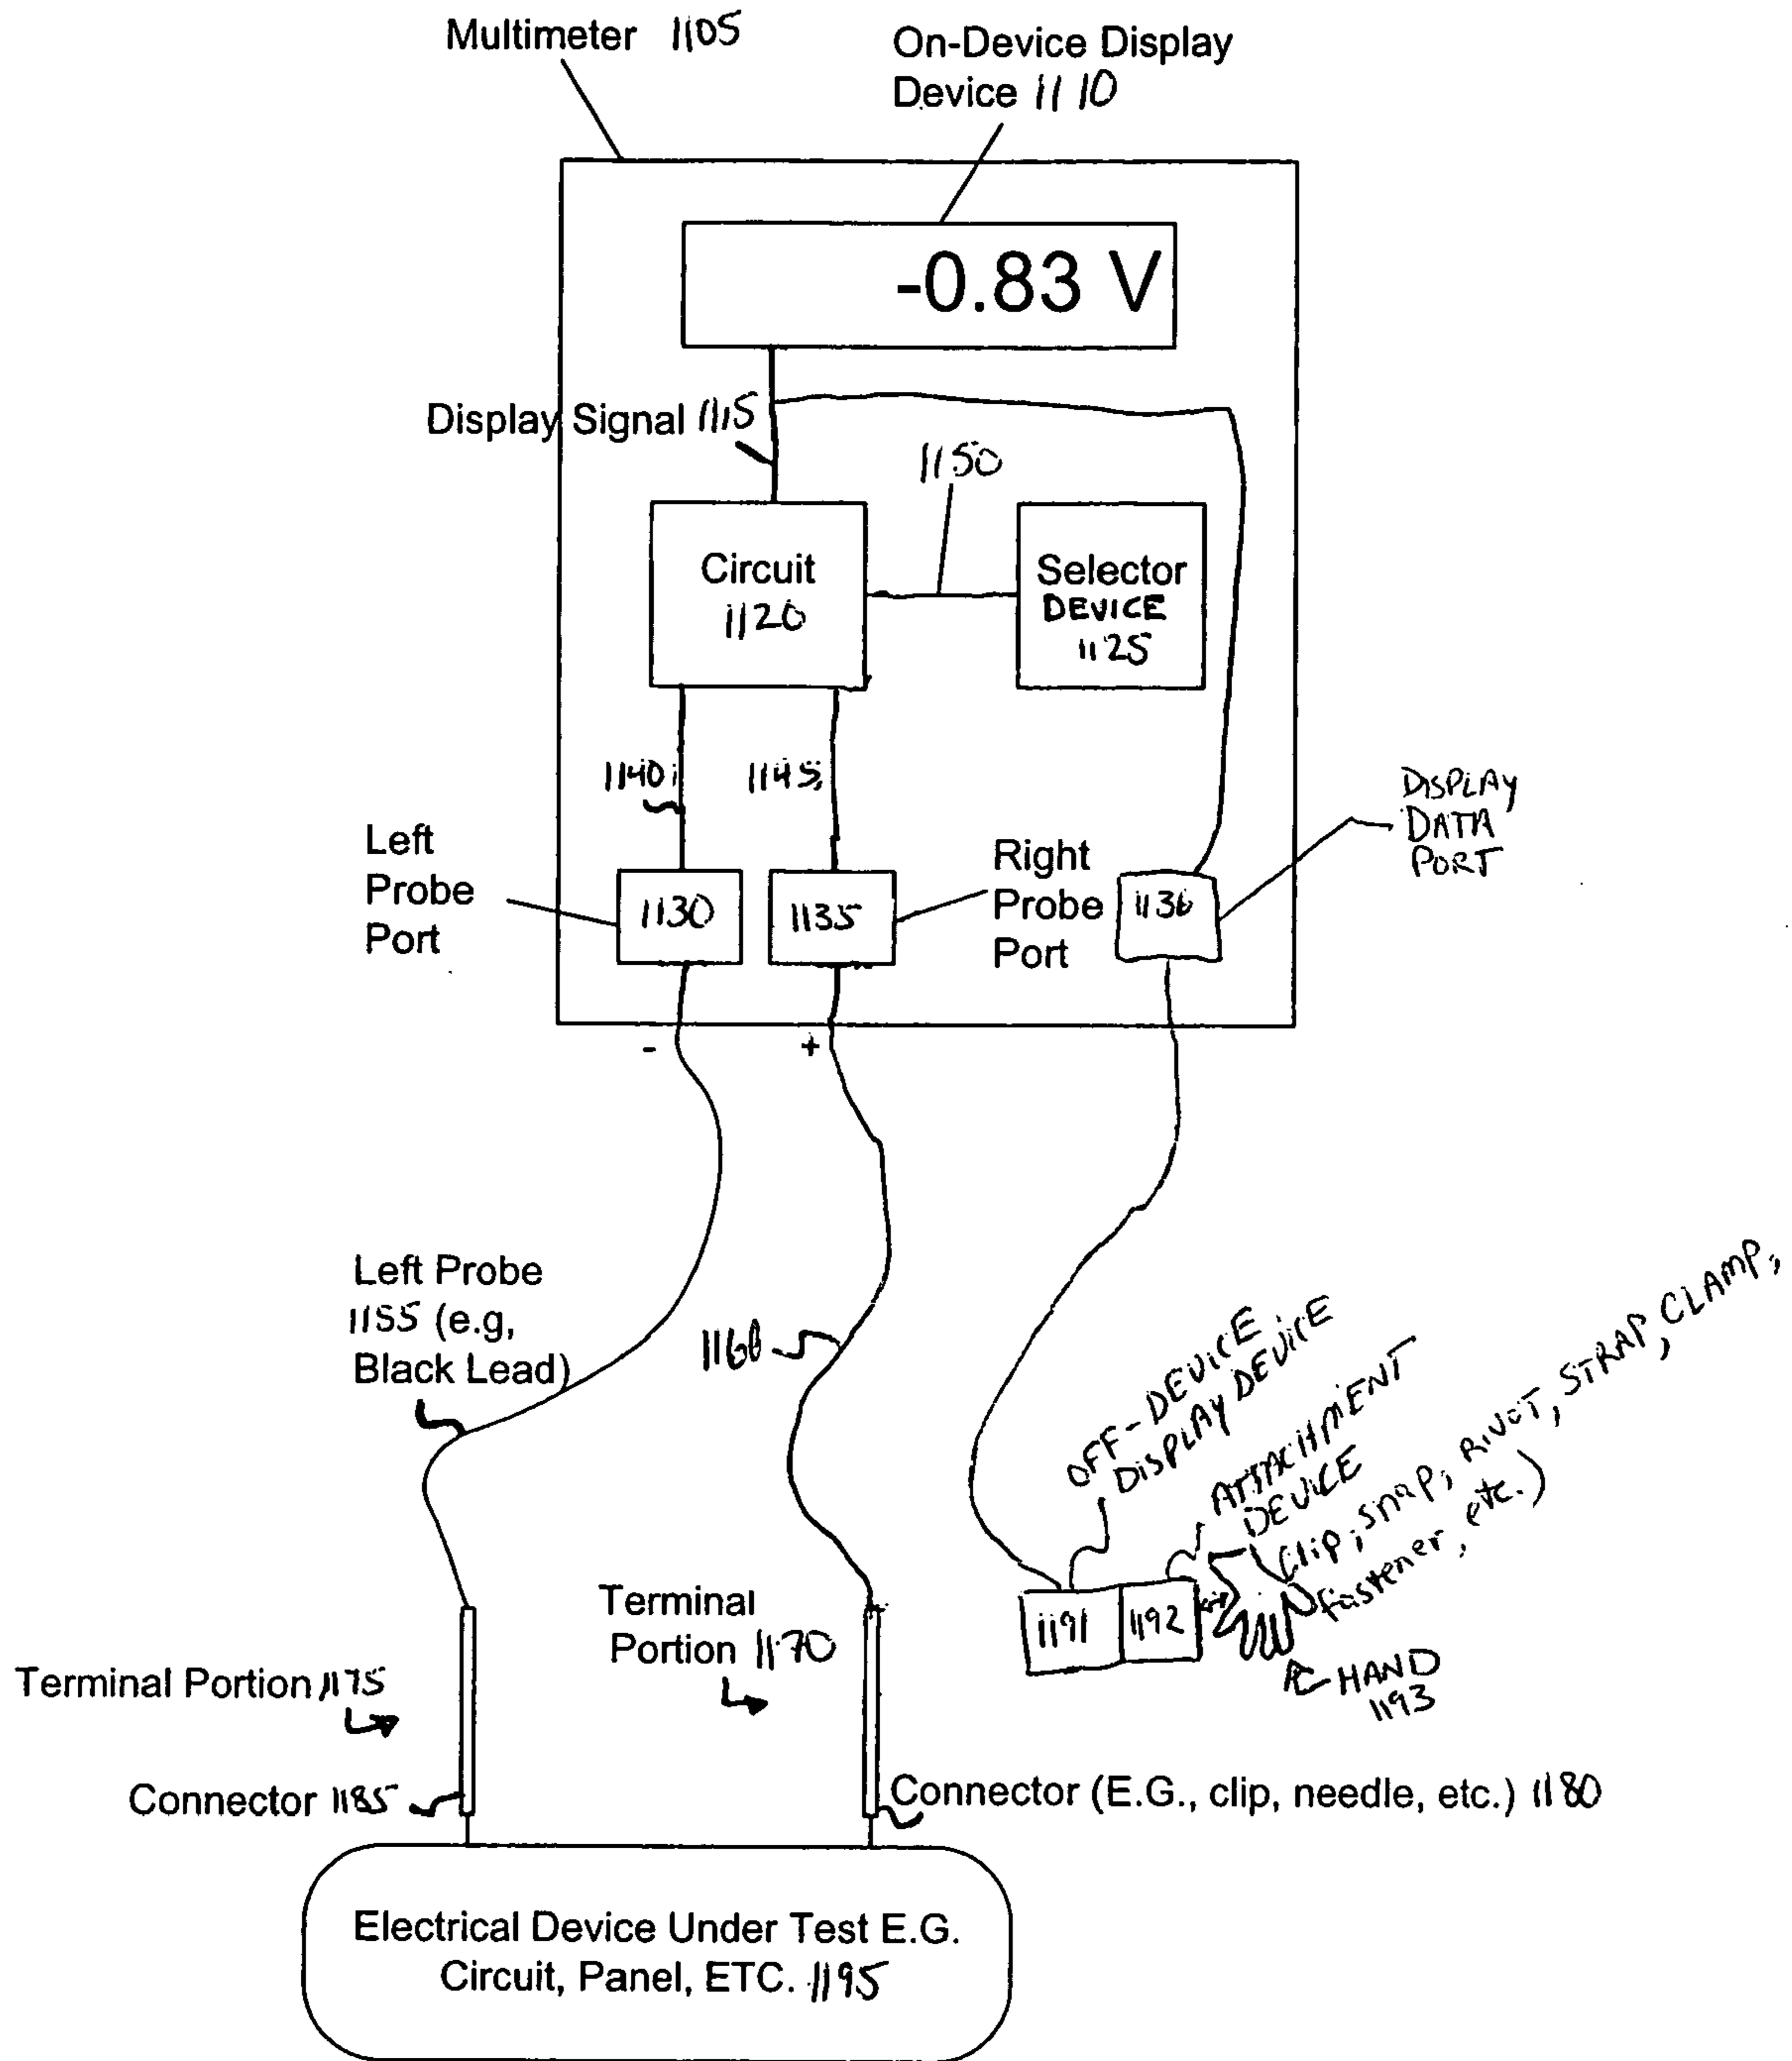 Multimeter 1105
On-Device Display
Device 1110
-0.83 V
Display Signal 1115
1150
Circuit
1120
Selector
DEVICE
1125
1140
1145
DISPLAY
DATA
PORT
Left
Probe
Port
1130
1135
Right
Probe
Port
1136
-
+
Left Probe
1155 (e.g,
Black Lead)
1160
OFF-DEVICE
DISPLAY DEVICE
ATTACHMENT
DEVICE
(clip, snap, RIVET, STRAP, CLAMP,
fastener, etc.)
1191
1192
HAND
1193
Terminal
Portion 1170
Terminal Portion 1175
Connector 1185
Connector (E.G., clip, needle, etc.) 1180
Electrical Device Under Test E.G.
Circuit, Panel, ETC. 1195